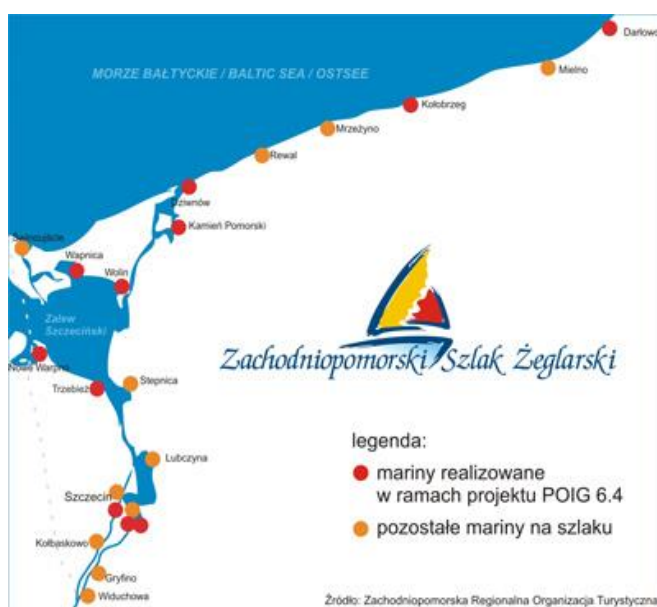 Darłowo
MORZE BAŁTYCKIE / BALTIC SEA / OSTSEE
Mielno
Kołobrzeg
Mrzeżyno
Rewal
Dziwnów
Kamień Pomorski
Świnoujście
Wapnica
Wolin
Zalew
Szczeciński
Nowe Warpno
Trzebież
Stepnica
Zachodniopomorski Szlak Żeglarski
legenda:
mariny realizowane
w ramach projektu POIG 6.4
pozostałe mariny na szlaku
Lubczyna
Szczecin
Kołbaskowo
Gryfino
Widuchowa
Źródło: Zachodniopomorska Regionalna Organizacja Turystyczna